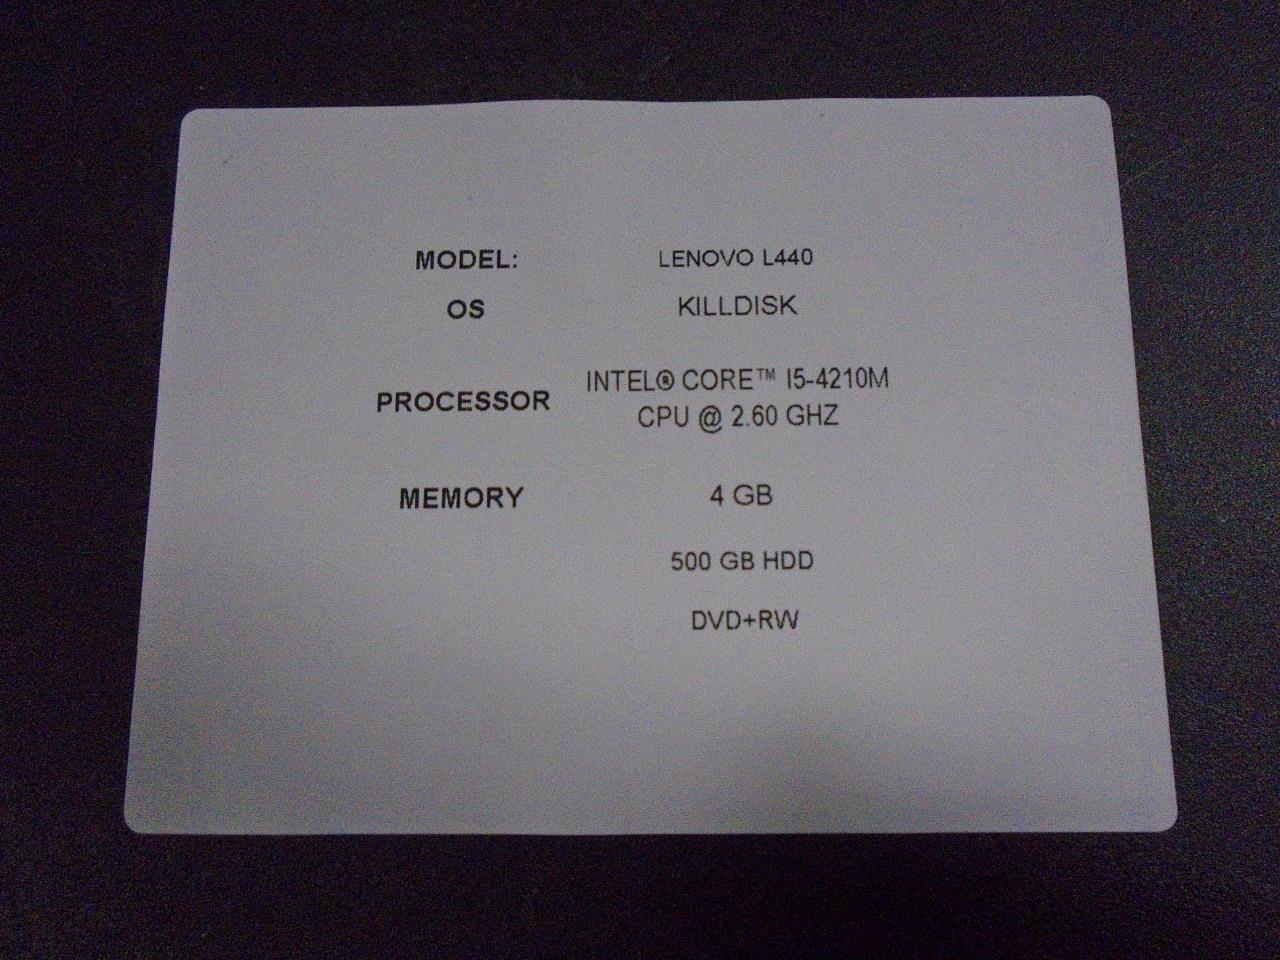 MODEL: LENOVO L440
OS KILLDISK
PROCESSOR INTEL® CORE™ I5-4210M
CPU @ 2.60 GHZ
MEMORY 4 GB
500 GB HDD
DVD+RW